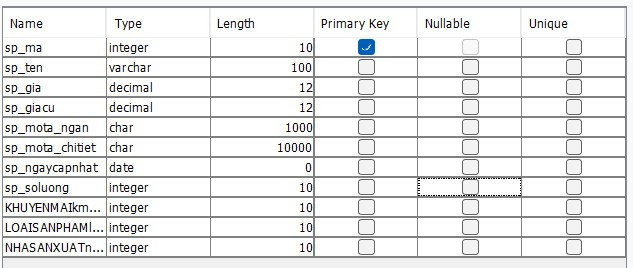 Name Type Length Primary Key Nullable Unique
sp_ma integer 10
sp_ten varchar 100
sp_gia decimal 12
sp_giacu decimal 12
sp_mota_ngan char 1000
sp_mota_chitiet char 10000
sp_ngaycapnhat date 0
sp_soluong integer 10
KHUYENMAIkm... integer 10
LOAISANPHAMl... integer 10
NHASANXUATn... integer 10